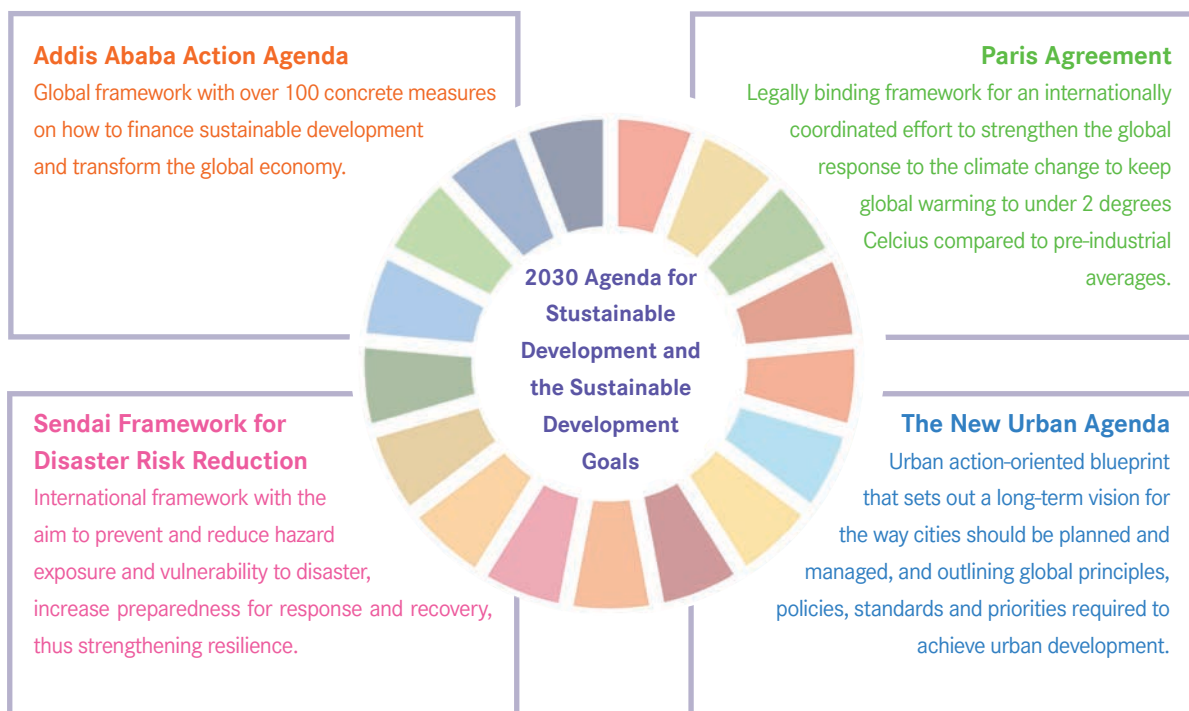 Addis Ababa Action Agenda
Global framework with over 100 concrete measures
on how to finance sustainable development
and transform the global economy.
Paris Agreement
Legally binding framework for an internationally
coordinated effort to strengthen the global
response to the climate change to keep
global warming to under 2 degrees
Celcius compared to pre-industrial
averages.
2030 Agenda for
Stustainable
Development and
the Sustainable
Development
Goals
Sendai Framework for
Disaster Risk Reduction
International framework with the
aim to prevent and reduce hazard
exposure and vulnerability to disaster,
increase preparedness for response and recovery,
thus strengthening resilience.
The New Urban Agenda
Urban action-oriented blueprint
that sets out a long-term vision for
the way cities should be planned and
managed, and outlining global principles,
policies, standards and priorities required to
achieve urban development.